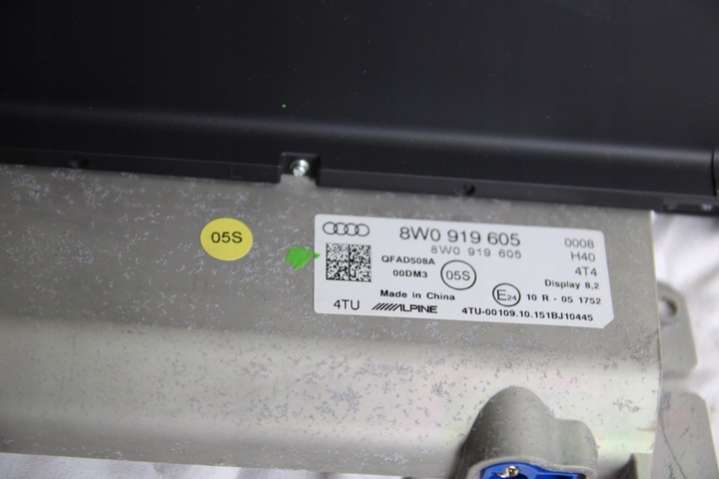 05S
8W0 919 605
8W0 919 605
0008
H40
4T4
QFAD508A
00DM3
05S
Display 8,2
Made in China
E24
10 R - 05 1752
4TU
ALPINE
4TU-00109.10.151BJ10445